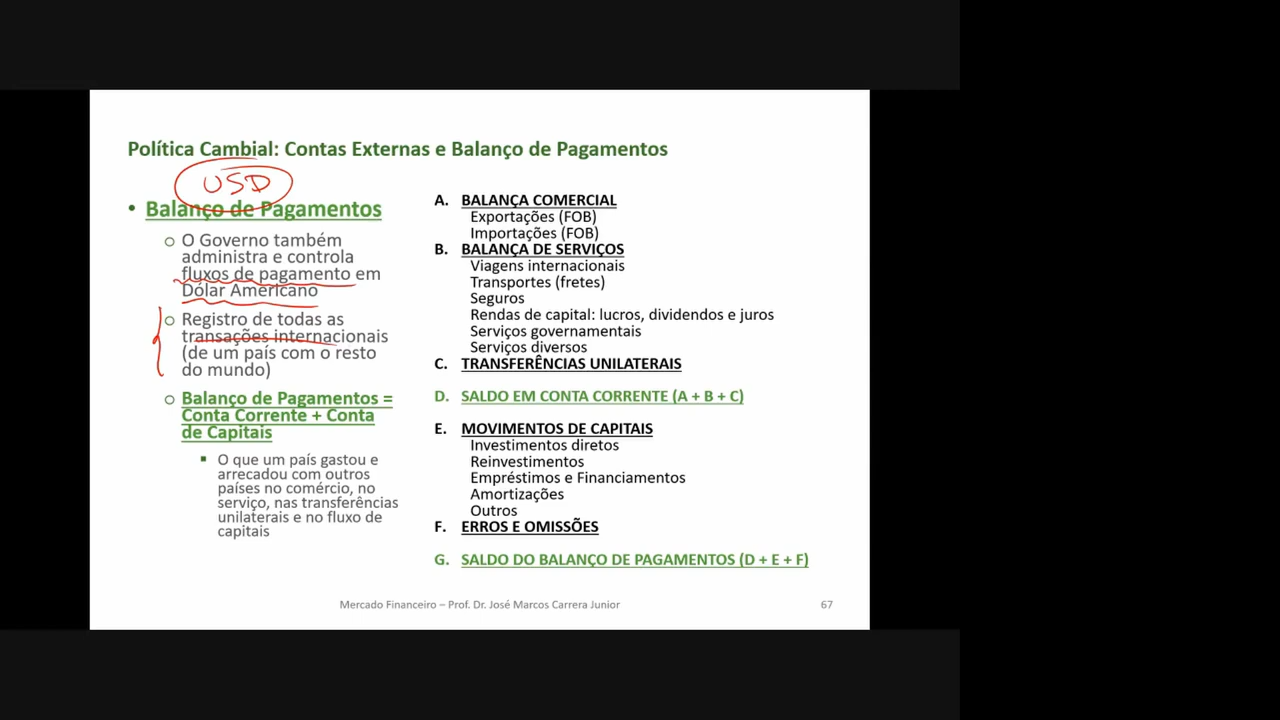 Política Cambial: Contas Externas e Balanço de Pagamentos
USD
• Balanço de Pagamentos
O Governo também
administra e controla
fluxos de pagamento em
Dólar Americano
Registro de todas as
transações internacionais
(de um país com o resto
do mundo)
Balanço de Pagamentos =
Conta Corrente + Conta
de Capitais
O que um país gastou e
arrecadou com outros
países no comércio, no
serviço, nas transferências
unilaterais e no fluxo de
capitais
A. BALANÇA COMERCIAL
Exportações (FOB)
Importações (FOB)
B. BALANÇA DE SERVIÇOS
Viagens internacionais
Transportes (fretes)
Seguros
Rendas de capital: lucros, dividendos e juros
Serviços governamentais
Serviços diversos
C. TRANSFERÊNCIAS UNILATERAIS
D. SALDO EM CONTA CORRENTE (A + B + C)
E. MOVIMENTOS DE CAPITAIS
Investimentos diretos
Reinvestimentos
Empréstimos e Financiamentos
Amortizações
Outros
F. ERROS E OMISSÕES
G. SALDO DO BALANÇO DE PAGAMENTOS (D + E + F)
Mercado Financeiro – Prof. Dr. José Marcos Carrera Junior
67